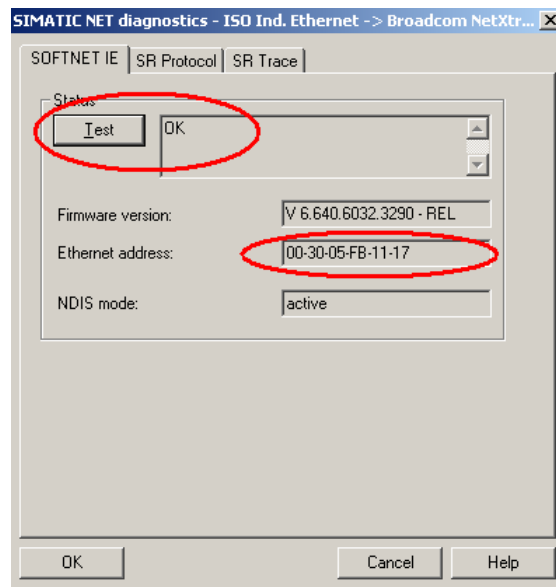 SIMATIC NET diagnostics - ISO Ind. Ethernet -> Broadcom NetXtr...
SOFTNET IE SR Protocol SR Trace
Status
Test OK
Firmware version: V 6.640.6032.3290 - REL
Ethernet address: 00-30-05-FB-11-17
NDIS mode: active
OK Cancel Help